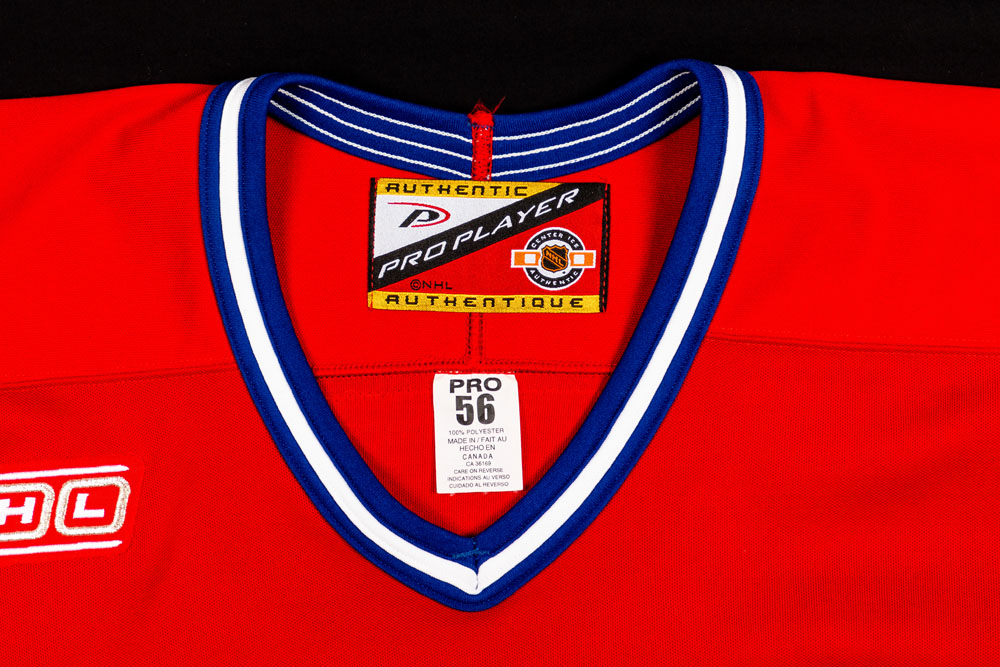 AUTHENTIC
P
PRO PLAYER
CENTER ICE
NHL
AUTHENTIC
©NHL
AUTHENTIQUE
PRO
56
100% POLYESTER
MADE IN / FAIT AU
HECHO EN
CANADA
CA 36169
CARE ON REVERSE
INDICATIONS AU VERSO
CUIDADO AL REVERSO
HL